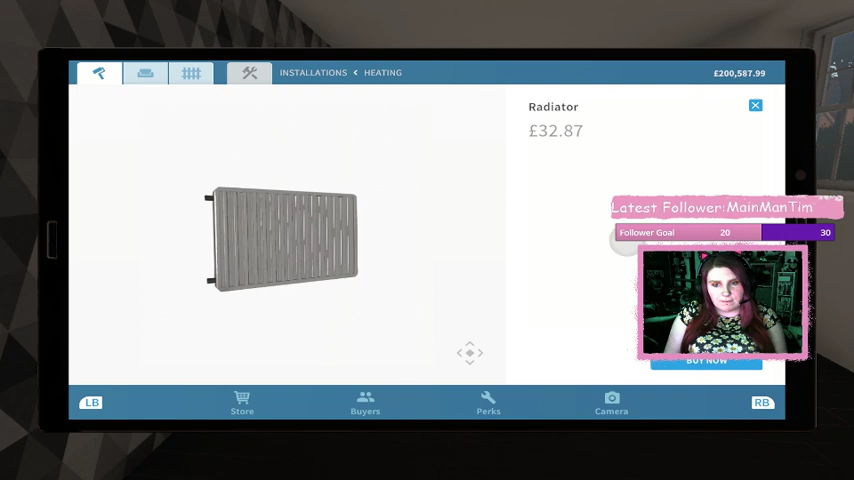 INSTALLATIONS < HEATING
£200,587.99
Radiator
£32.87
Latest Follower:MainManTim
Follower Goal 20 30
BUY NOW
LB
Store
Buyers
Perks
Camera
RB